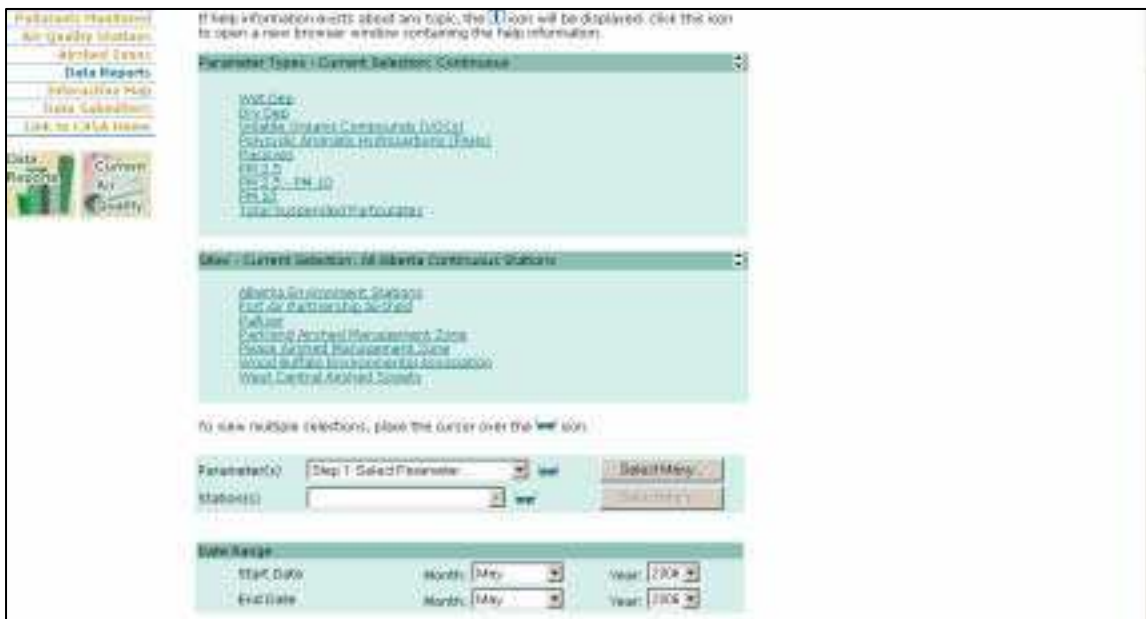 Pollutants Monitored
Air Quality Stations
Airshed Zones
Data Reports
Interactive Map
Data Submittors
Link to CASA Home
Data
Reports
Current
Air
Quality
If help information exists about any topic, the icon will be displayed. Click this icon
to open a new browser window containing the help information.
Parameter Types - Current Selection: Continuous
Wet Dep
Dry Dep
Volatile Organic Compounds (VOCs)
Polycyclic Aromatic Hydrocarbons (PAHs)
Passives
PM 2.5
PM 2.5 - PM 10
PM 10
Total Suspended Particulates
Sites - Current Selection: All Alberta Continuous Stations
Alberta Environment Stations
Fort Air Partnership Airshed
Palliser
Parkland Airshed Management Zone
Peace Airshed Management Zone
Wood Buffalo Environmental Association
West Central Airshed Society
To view multiple selections, place the cursor over the icon
Parameter(s) Step 1 Select Parameter Select Many...
Station(s) Select Many...
Date Range
Start Date Month: May Year: 2006
End Date Month: May Year: 2006